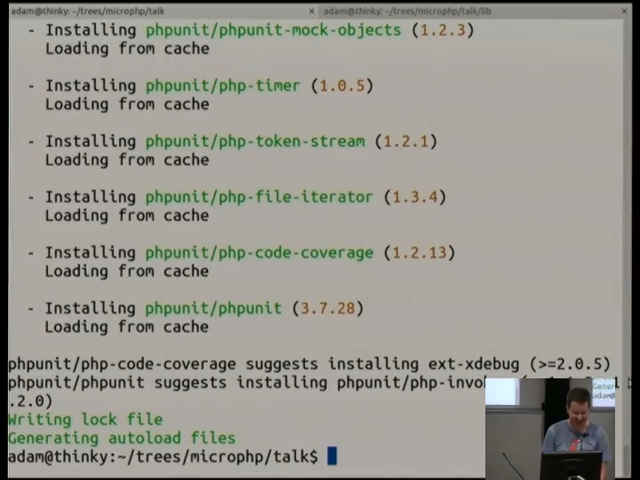 adam@thinky: ~/trees/microphp/talk × adam@thinky: ~/trees/microphp/talk/lib ×
- Installing phpunit/phpunit-mock-objects (1.2.3)
Loading from cache
- Installing phpunit/php-timer (1.0.5)
Loading from cache
- Installing phpunit/php-token-stream (1.2.1)
Loading from cache
- Installing phpunit/php-file-iterator (1.3.4)
Loading from cache
- Installing phpunit/php-code-coverage (1.2.13)
Loading from cache
- Installing phpunit/phpunit (3.7.28)
Loading from cache
phpunit/php-code-coverage suggests installing ext-xdebug (>=2.0.5)
phpunit/phpunit suggests installing phpunit/php-invo
.2.0)
Writing lock file
Generating autoload files
adam@thinky:~/trees/microphp/talk$